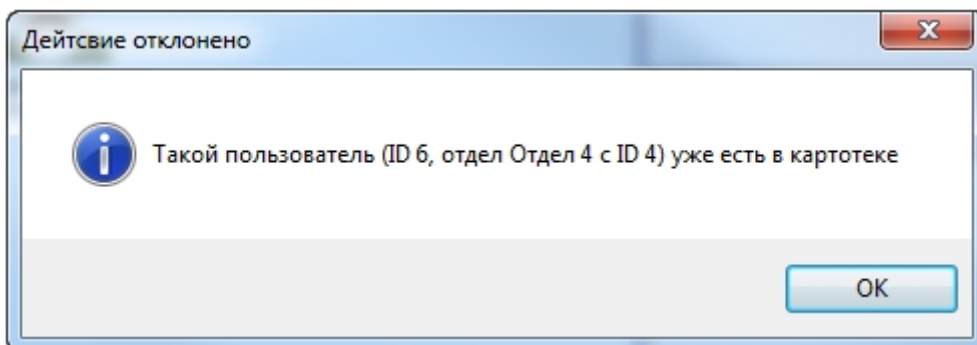 Дейтсвие отклонено
Такой пользователь (ID 6, отдел Отдел 4 с ID 4) уже есть в картотеке
OK